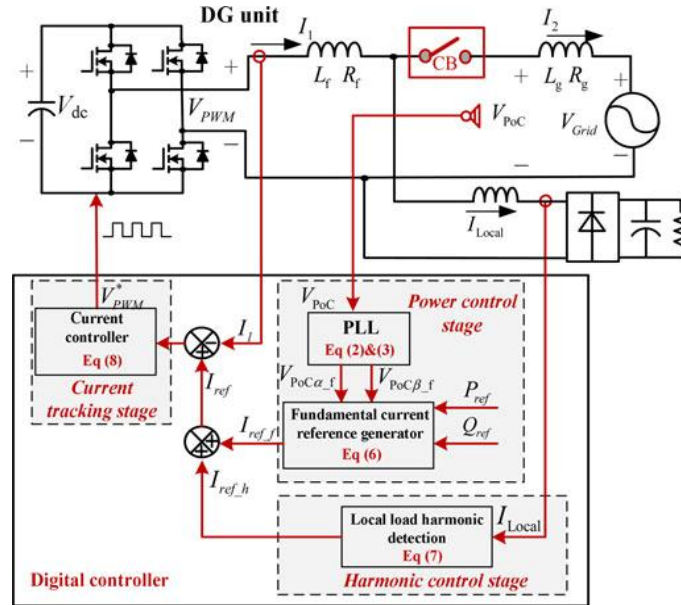 DG unit
I1
I2
Lf Rf
CB
Lg Rg
+
Vdc
−
+
VPWM
−
+
VPoC
−
+
VGrid
−
ILocal
V*PWM
Current
controller
Eq (8)
Current
tracking stage
I1
Iref
Iref_f
Iref_h
VPoC
Power control
stage
PLL
Eq (2)&(3)
VPoCα_f
VPoCβ_f
Fundamental current
reference generator
Eq (6)
Pref
Qref
ILocal
Local load harmonic
detection
Eq (7)
Harmonic control stage
Digital controller